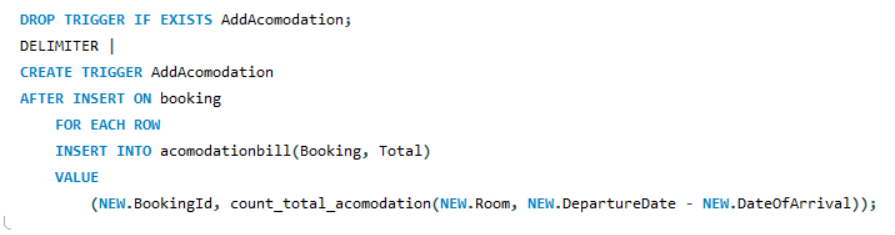 DROP TRIGGER IF EXISTS AddAcomodation;
DELIMITER |
CREATE TRIGGER AddAcomodation
AFTER INSERT ON booking
FOR EACH ROW
INSERT INTO acomodationbill(Booking, Total)
VALUE
(NEW.BookingId, count_total_acomodation(NEW.Room, NEW.DepartureDate - NEW.DateOfArrival));